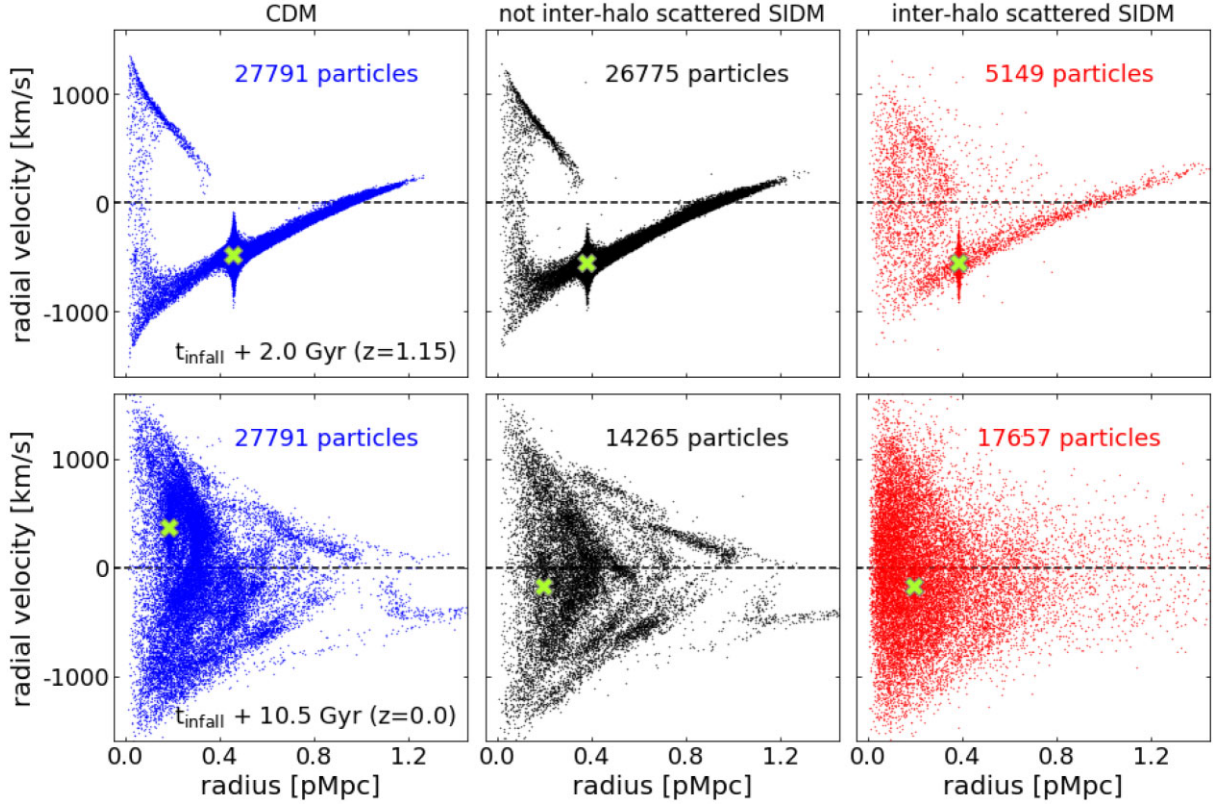 CDM
not inter-halo scattered SIDM
inter-halo scattered SIDM
radial velocity [km/s]
1000
0
-1000
27791 particles
26775 particles
5149 particles
t_infall + 2.0 Gyr (z=1.15)
radial velocity [km/s]
1000
0
-1000
27791 particles
14265 particles
17657 particles
t_infall + 10.5 Gyr (z=0.0)
0.0 0.4 0.8 1.2
0.0 0.4 0.8 1.2
0.0 0.4 0.8 1.2
radius [pMpc]
radius [pMpc]
radius [pMpc]